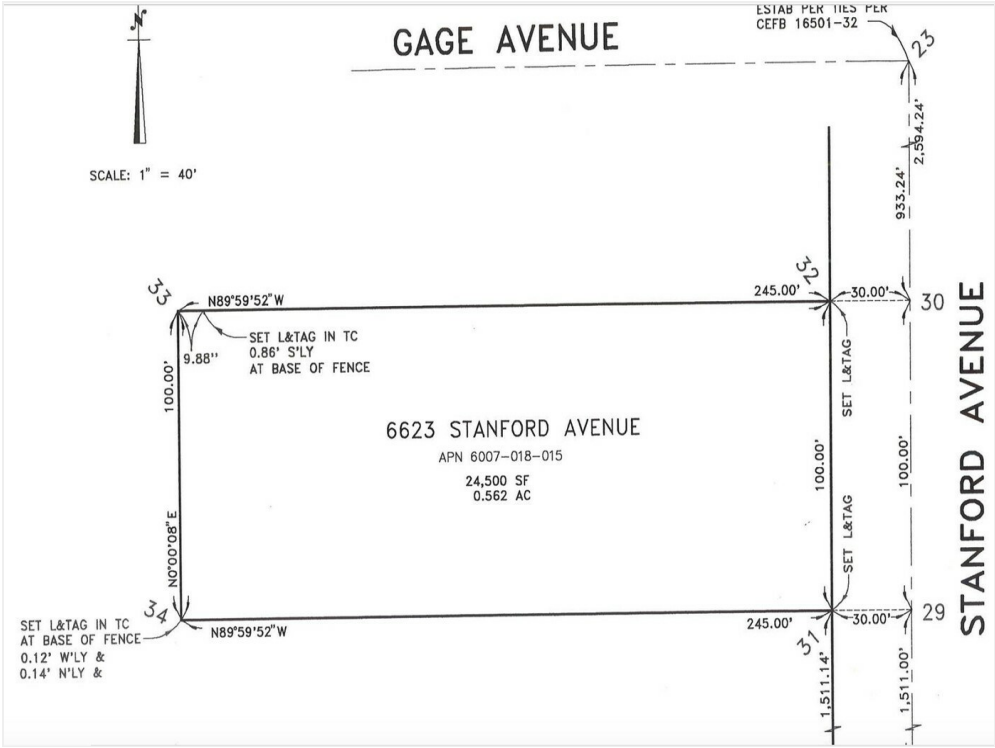 ESTAB PER TIES PER
CEFB 16501-32
N
GAGE AVENUE
23
2,594.24'
SCALE: 1" = 40'
933.24'
33
N89°59'52"W
245.00'
32
30.00'
30
SET L&TAG IN TC
0.86' S'LY
AT BASE OF FENCE
9.88"
100.00'
SET L&TAG
6623 STANFORD AVENUE
APN 6007-018-015
24,500 SF
0.562 AC
100.00'
100.00'
STANFORD AVENUE
N0°00'08"E
SET L&TAG
34
SET L&TAG IN TC
AT BASE OF FENCE
0.12' W'LY &
0.14' N'LY &
N89°59'52"W
245.00'
31
30.00'
29
1,511.14'
1,511.00'